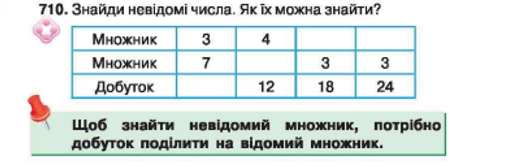 710. Знайди невідомі числа. Як їх можна знайти?
Множник 3 4
Множник 7 3 3
Добуток 12 18 24
Щоб знайти невідомий множник, потрібно
добуток поділити на відомий множник.